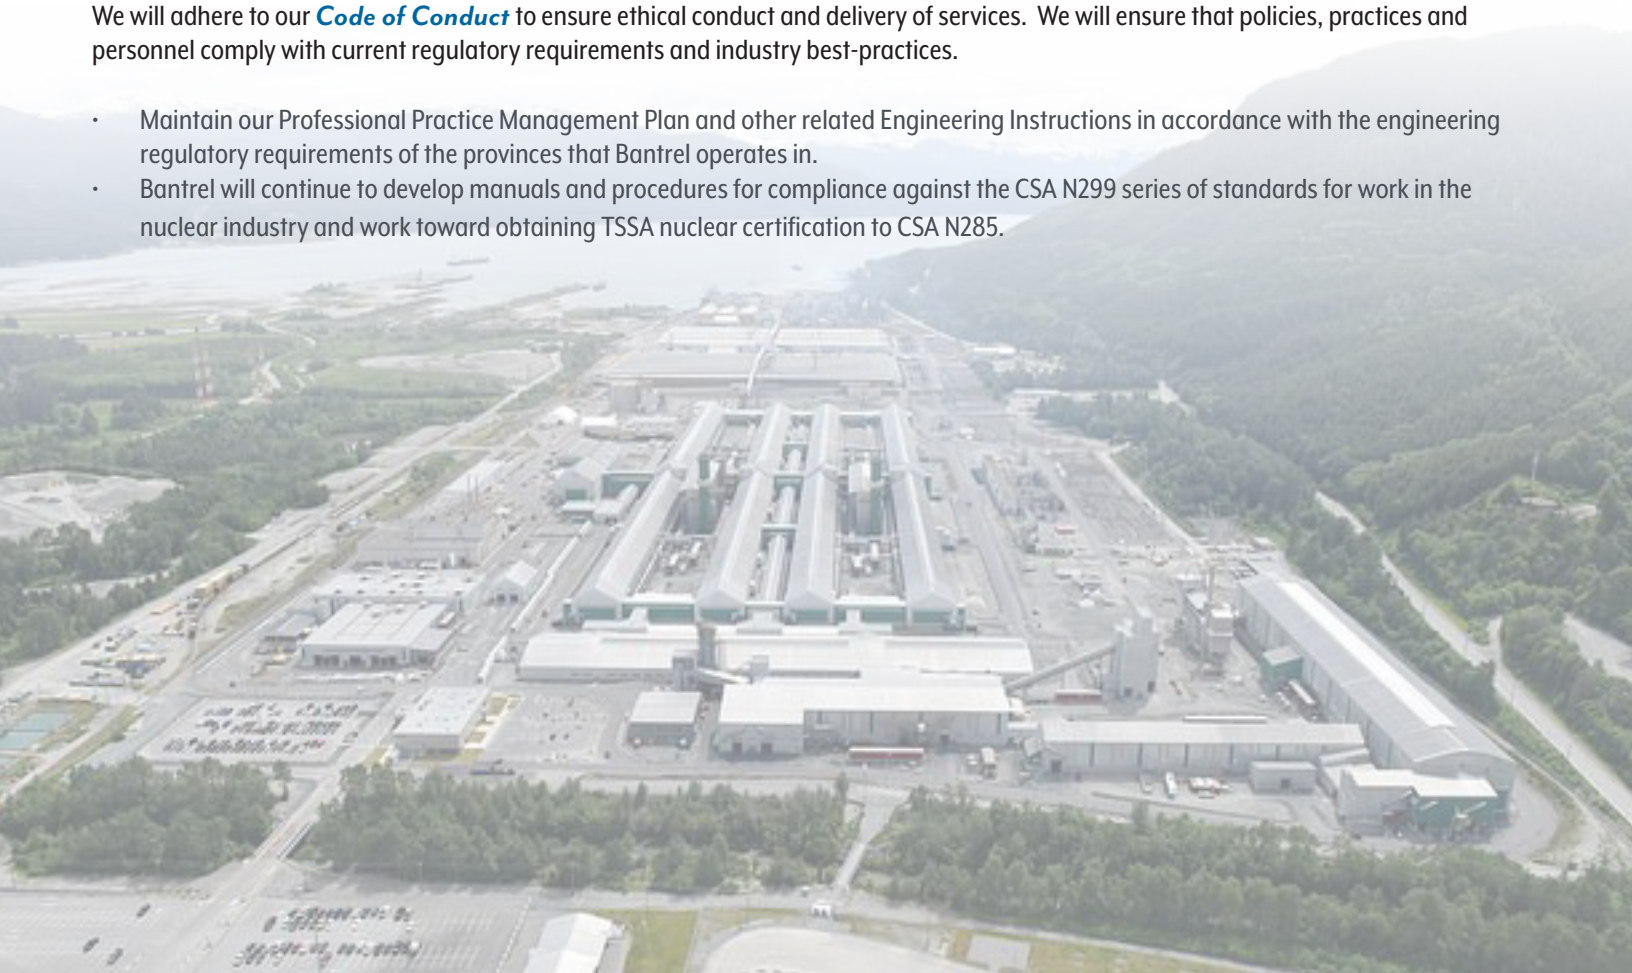 We will adhere to our Code of Conduct to ensure ethical conduct and delivery of services.  We will ensure that policies, practices and
personnel comply with current regulatory requirements and industry best-practices.
• Maintain our Professional Practice Management Plan and other related Engineering Instructions in accordance with the engineering
regulatory requirements of the provinces that Bantrel operates in.
• Bantrel will continue to develop manuals and procedures for compliance against the CSA N299 series of standards for work in the
nuclear industry and work toward obtaining TSSA nuclear certification to CSA N285.